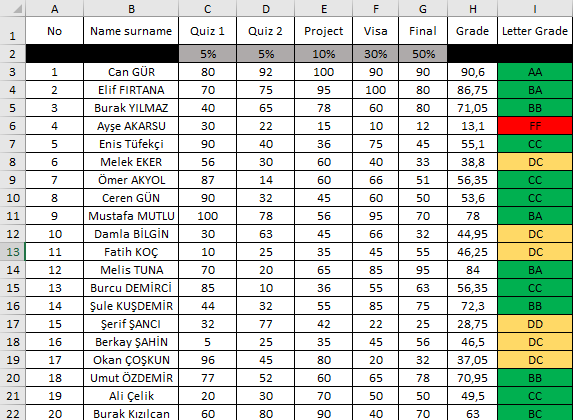 A B C D E F G H I
1 No Name surname Quiz 1 Quiz 2 Project Visa Final Grade Letter Grade
2 5% 5% 10% 30% 50%
3 1 Can GÜR 80 92 100 90 90 90,6 AA
4 2 Elif FIRTANA 70 75 95 100 80 86,75 BA
5 3 Burak YILMAZ 40 65 78 60 80 71,05 BB
6 4 Ayşe AKARSU 30 22 15 10 12 13,1 FF
7 5 Enis Tüfekçi 90 40 36 75 45 55,1 CC
8 6 Melek EKER 56 30 60 40 33 38,8 DC
9 7 Ömer AKYOL 87 14 60 66 51 56,35 CC
10 8 Ceren GÜN 90 32 45 60 50 53,6 CC
11 9 Mustafa MUTLU 100 78 56 95 70 78 BA
12 10 Damla BİLGİN 30 63 45 66 32 44,95 DC
13 11 Fatih KOÇ 10 25 35 45 55 46,25 DC
14 12 Melis TUNA 70 20 65 85 95 84 BA
15 13 Burcu DEMİRCİ 85 10 36 55 63 56,35 CC
16 14 Şule KUŞDEMİR 44 32 55 85 75 72,3 BB
17 15 Şerif ŞANCI 32 77 42 22 25 28,75 DD
18 16 Berkay ŞAHİN 5 25 35 45 56 46,5 DC
19 17 Okan ÇOŞKUN 96 45 80 20 32 37,05 DC
20 18 Umut ÖZDEMİR 77 52 60 65 78 70,95 BB
21 19 Ali Çelik 20 30 70 50 50 49,5 CC
22 20 Burak Kızılcan 60 80 90 40 70 63 BC